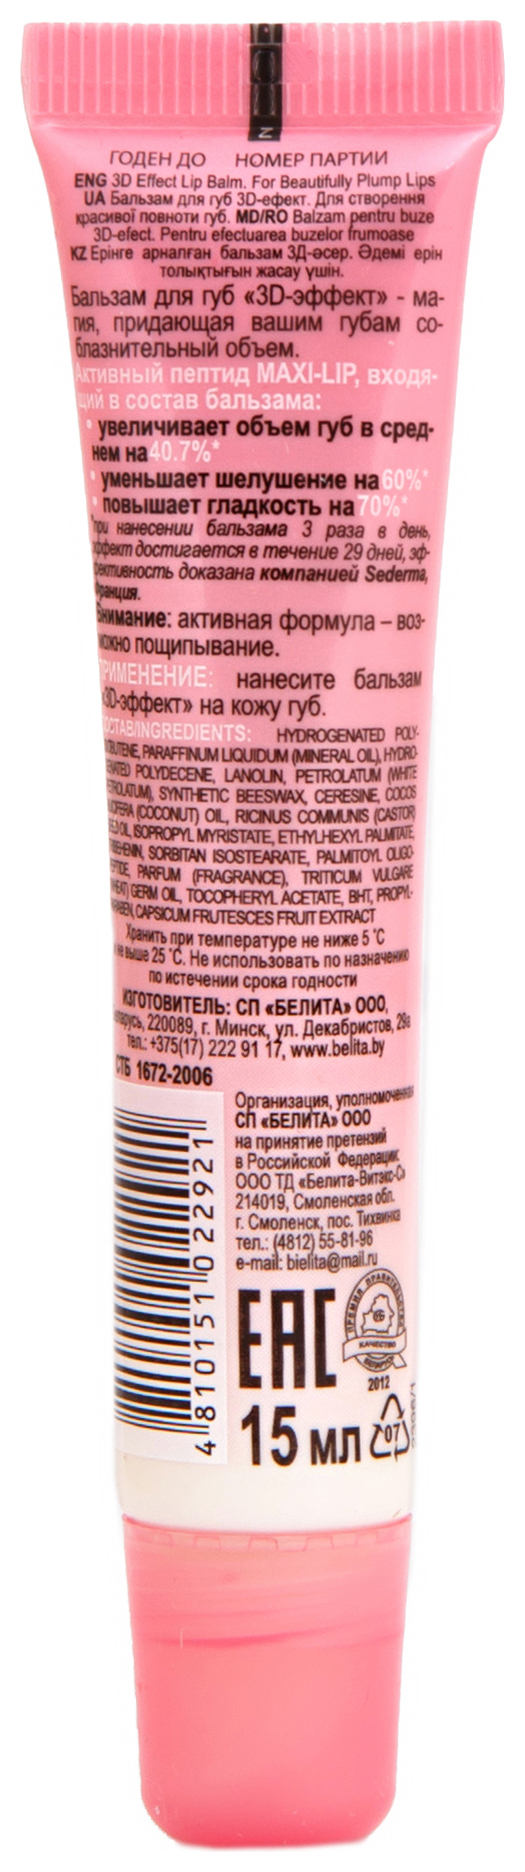 ГОДЕН ДО НОМЕР ПАРТИИ
ENG 3D Effect Lip Balm. For Beautifully Plump Lips
UA Бальзам для губ 3D-ефект. Для створення
красивої повноти губ. MD/RO Balzam pentru buze
3D-efect. Pentru efectuarea buzelor frumoase
KZ Ерінге арналған бальзам 3Д-әсер. Әдемі ерін
толықтығын жасау үшін.
Бальзам для губ «3D-эффект» - ма-
гия, придающая вашим губам со-
блазнительный объем.
Активный пептид MAXI-LIP, входя-
щий в состав бальзама:
• увеличивает объем губ в сред-
нем на 40.7%*
• уменьшает шелушение на 60%*
• повышает гладкость на 70%*
*при нанесении бальзама 3 раза в день,
эффект достигается в течение 29 дней, эф-
фективность доказана компанией Sederma,
Франция.
Внимание: активная формула – воз-
можно пощипывание.
ПРИМЕНЕНИЕ: нанесите бальзам
«3D-эффект» на кожу губ.
СОСТАВ/INGREDIENTS: HYDROGENATED POLY-
ISOBUTENE, PARAFFINUM LIQUIDUM (MINERAL OIL), HYDRO-
GENATED POLYDECENE, LANOLIN, PETROLATUM (WHITE
PETROLATUM), SYNTHETIC BEESWAX, CERESINE, COCOS
NUCIFERA (COCONUT) OIL, RICINUS COMMUNIS (CASTOR)
SEED OIL, ISOPROPYL MYRISTATE, ETHYLHEXYL PALMITATE,
TRIBEHENIN, SORBITAN ISOSTEARATE, PALMITOYL OLIGO-
PEPTIDE, PARFUM (FRAGRANCE), TRITICUM VULGARE
(WHEAT) GERM OIL, TOCOPHERYL ACETATE, BHT, PROPYL-
PARABEN, CAPSICUM FRUTESCES FRUIT EXTRACT
Хранить при температуре не ниже 5 °С
и не выше 25 °С. Не использовать по назначению
по истечении срока годности
ИЗГОТОВИТЕЛЬ: СП «БЕЛИТА» ООО,
Беларусь, 220089, г. Минск, ул. Декабристов, 29а
тел.: +375(17) 222 91 17, www.belita.by
СТБ 1672-2006
Организация, уполномоченная
СП «БЕЛИТА» ООО
на принятие претензий
в Российской Федерации:
ООО ТД «Белита-Витэкс-С»
214019, Смоленская обл.
г. Смоленск, пос. Тихвинка
тел.: (4812) 55-81-96
e-mail: bielita@mail.ru
4 810151 022921
EAC
ПРЕМИЯ ПРАВИТЕЛЬСТВА
КАЧЕСТВО
2012
15 мл
07